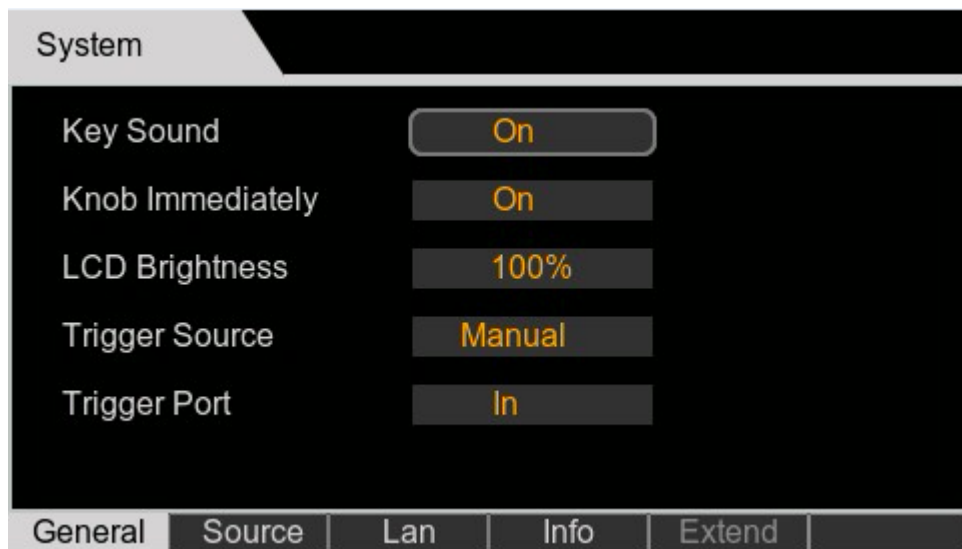 System
Key Sound On
Knob Immediately On
LCD Brightness 100%
Trigger Source Manual
Trigger Port In
General Source Lan Info Extend